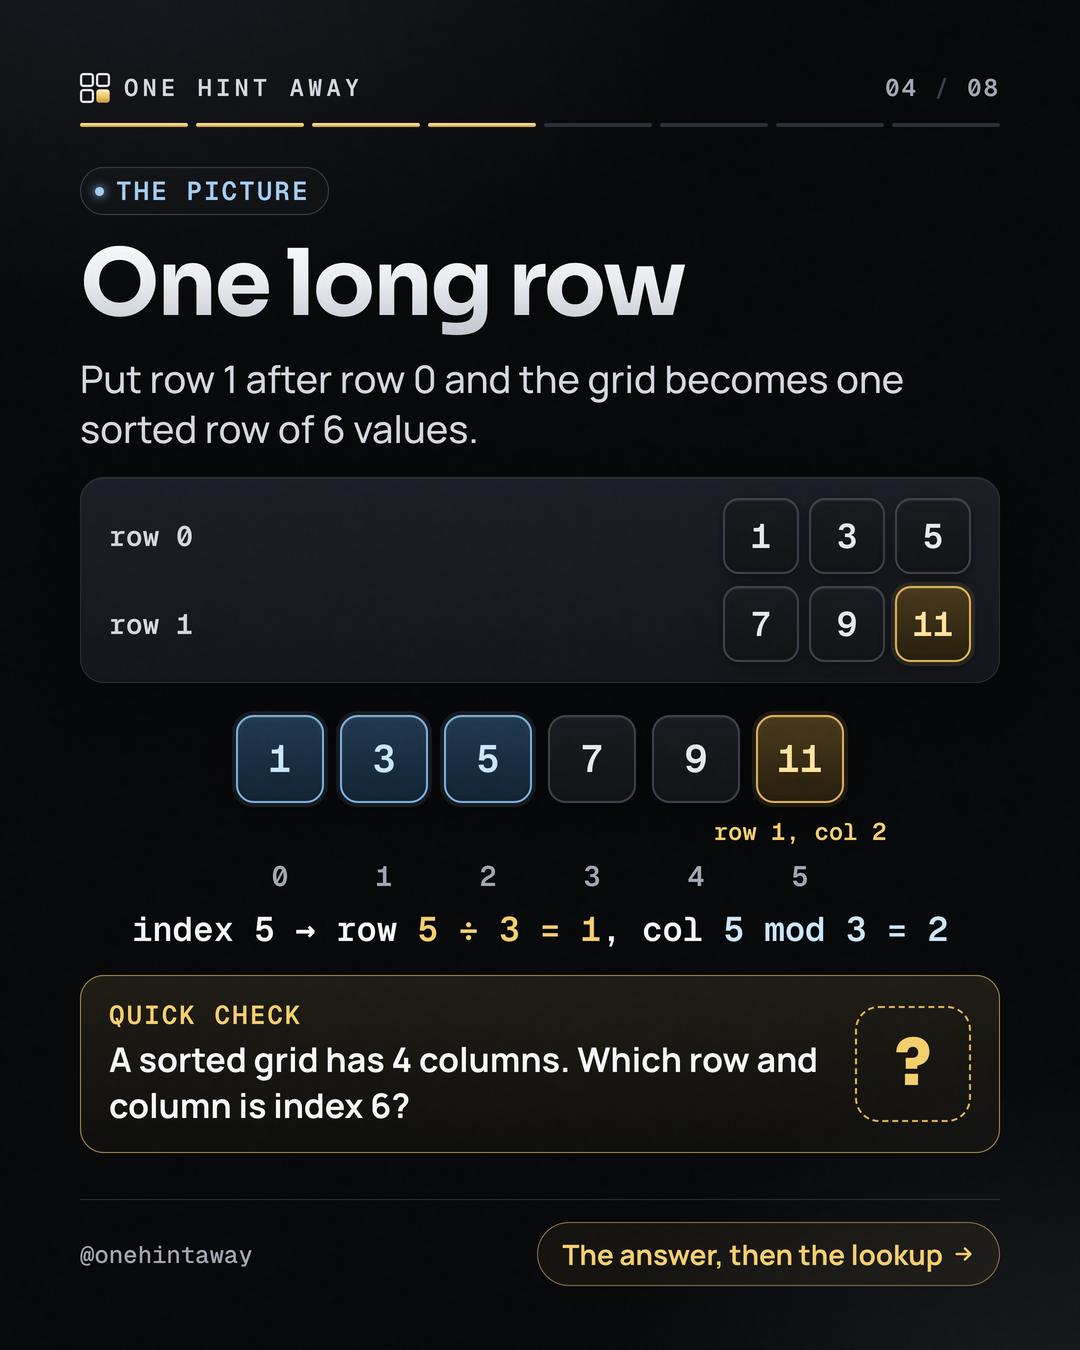 ONE HINT AWAY
04 / 08
THE PICTURE
One long row
Put row 1 after row 0 and the grid becomes one
sorted row of 6 values.
row 0 1 3 5
row 1 7 9 11
1 3 5 7 9 11
row 1, col 2
0 1 2 3 4 5
index 5 → row 5 ÷ 3 = 1, col 5 mod 3 = 2
QUICK CHECK
A sorted grid has 4 columns. Which row and
column is index 6?
?
@onehintaway
The answer, then the lookup →